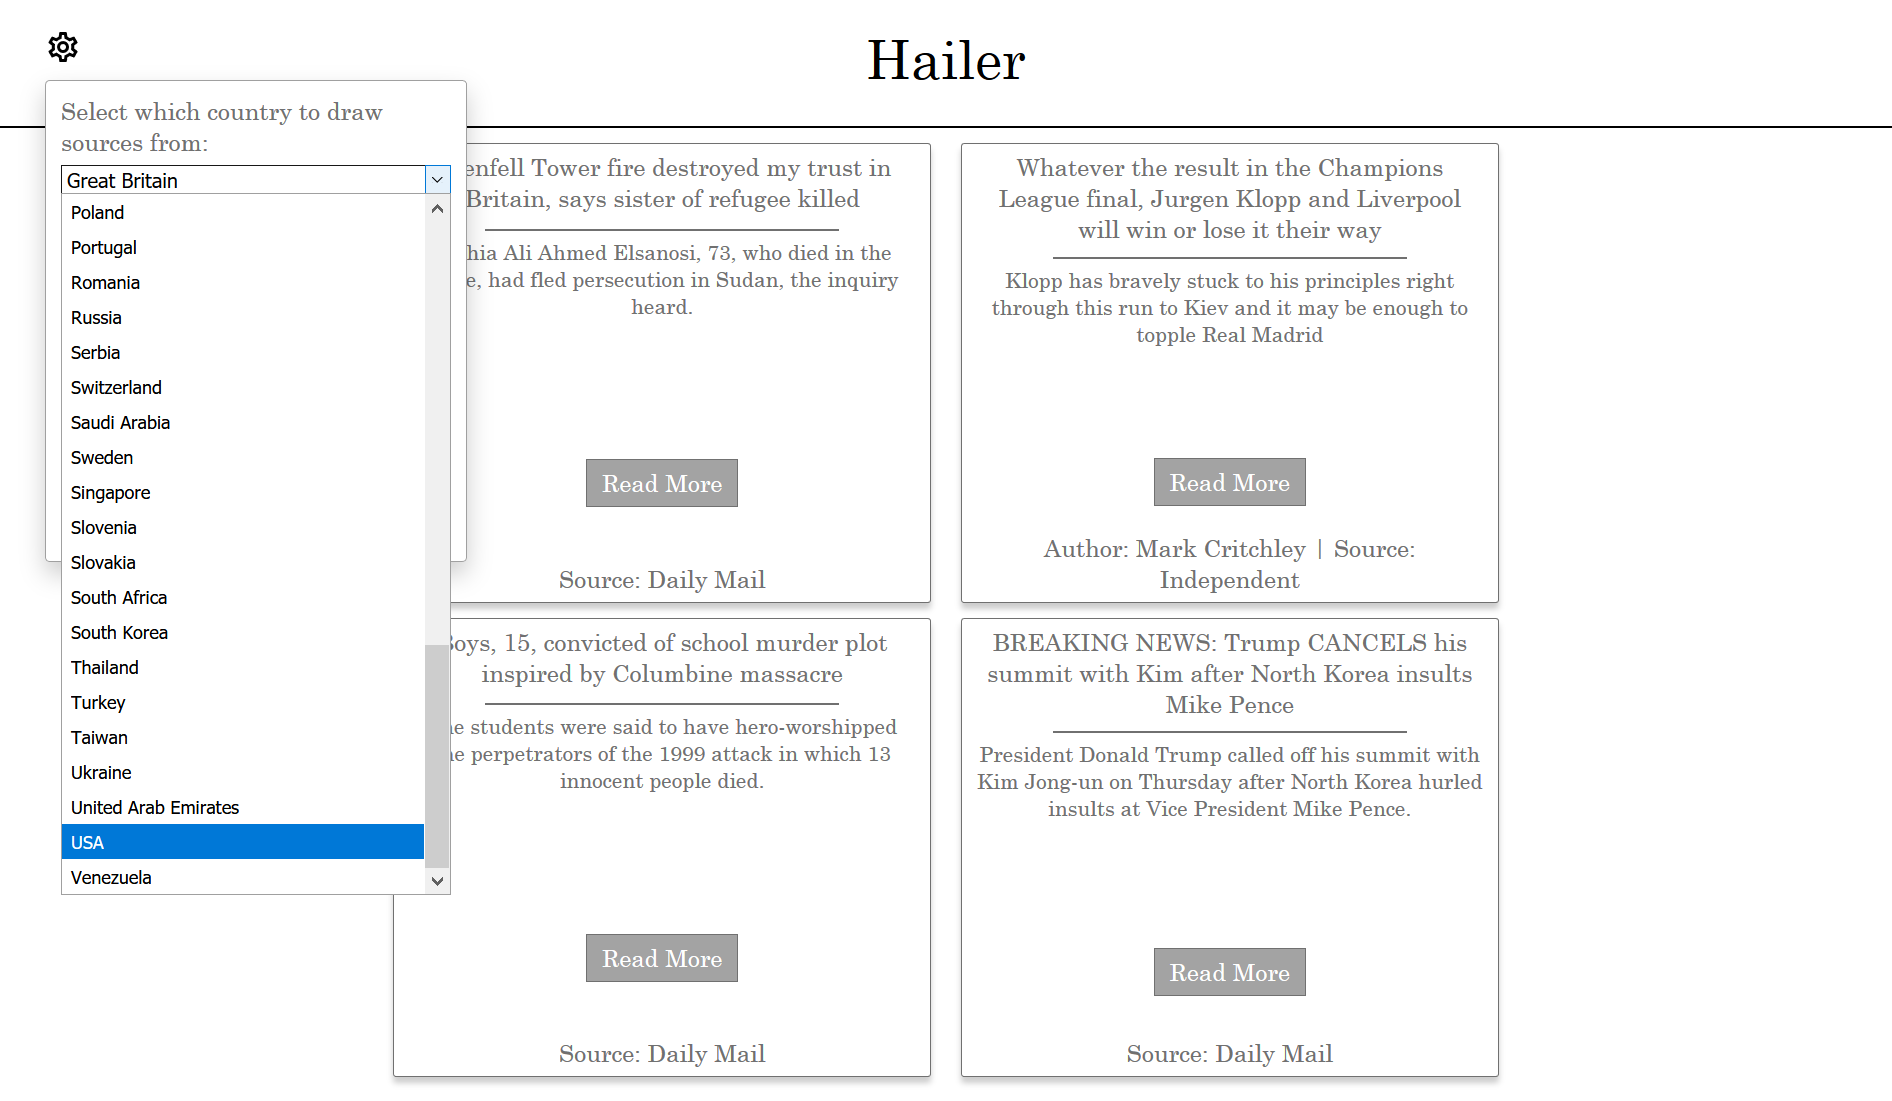 Hailer
Select which country to draw
sources from:
Great Britain
Poland
Portugal
Romania
Russia
Serbia
Switzerland
Saudi Arabia
Sweden
Singapore
Slovenia
Slovakia
South Africa
South Korea
Thailand
Turkey
Taiwan
Ukraine
United Arab Emirates
USA
Venezuela
enfell Tower fire destroyed my trust in
Britain, says sister of refugee killed
hia Ali Ahmed Elsanosi, 73, who died in the
e, had fled persecution in Sudan, the inquiry
heard.
Read More
Source: Daily Mail
Whatever the result in the Champions
League final, Jurgen Klopp and Liverpool
will win or lose it their way
Klopp has bravely stuck to his principles right
through this run to Kiev and it may be enough to
topple Real Madrid
Read More
Author: Mark Critchley | Source:
Independent
Boys, 15, convicted of school murder plot
inspired by Columbine massacre
he students were said to have hero-worshipped
he perpetrators of the 1999 attack in which 13
innocent people died.
Read More
Source: Daily Mail
BREAKING NEWS: Trump CANCELS his
summit with Kim after North Korea insults
Mike Pence
President Donald Trump called off his summit with
Kim Jong-un on Thursday after North Korea hurled
insults at Vice President Mike Pence.
Read More
Source: Daily Mail